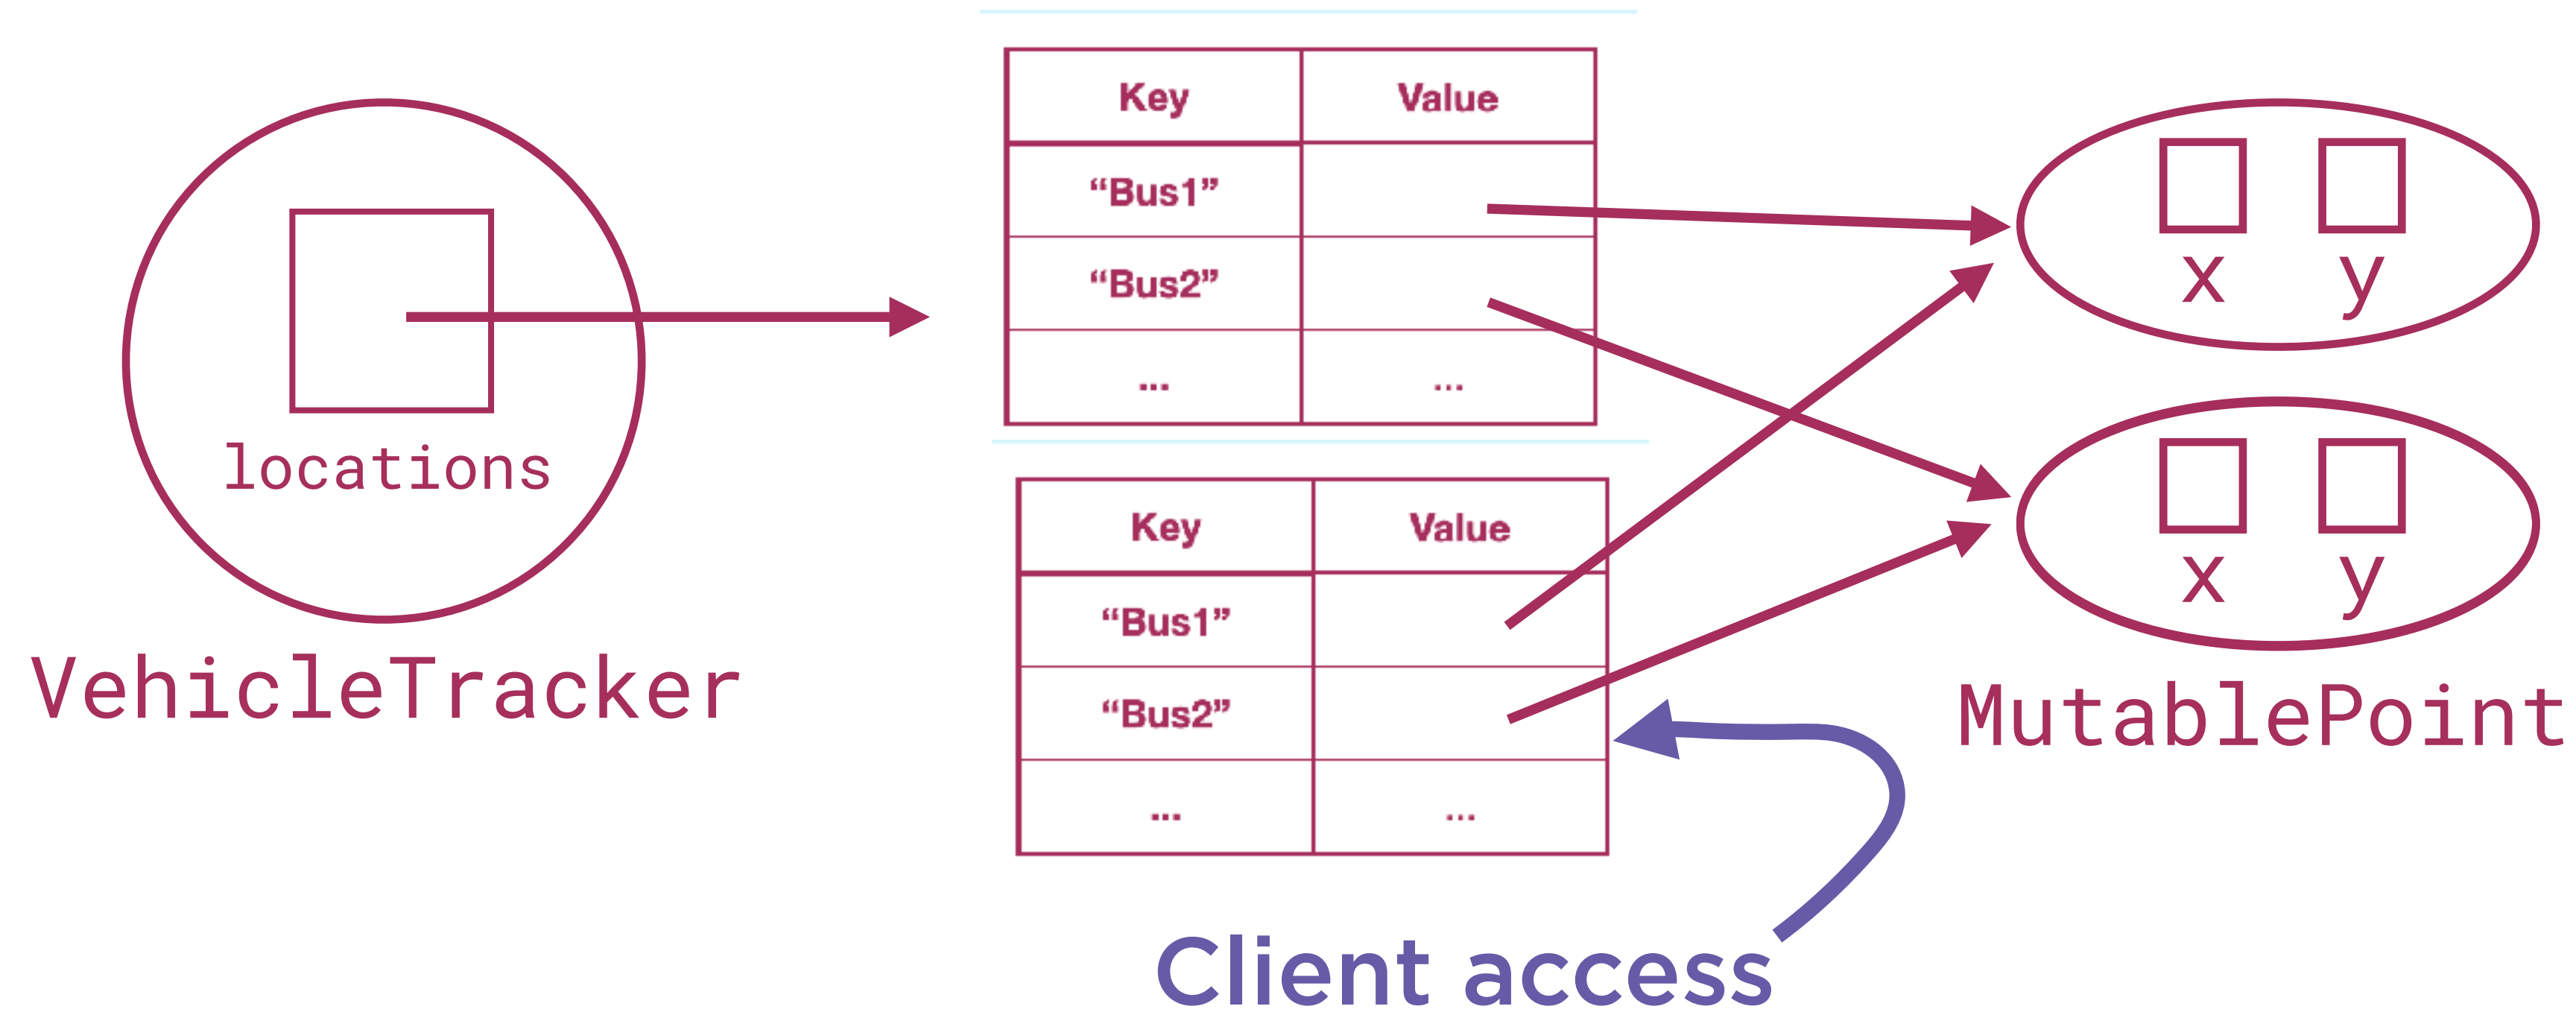 locations
VehicleTracker
Key Value
“Bus1”
“Bus2”
... ...
Key Value
“Bus1”
“Bus2”
... ...
x y
x y
MutablePoint
Client access